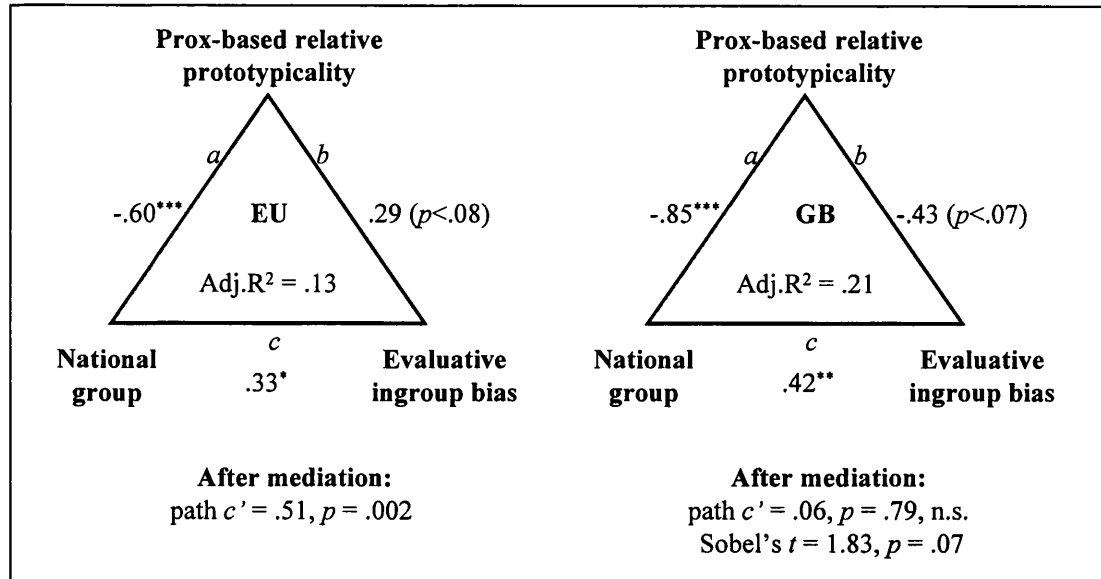 Prox-based relative
prototypicality
a
b
-.60***
EU
.29 (p<.08)
Adj.R² = .13
c
National
group
.33*
Evaluative
ingroup bias
After mediation:
path c' = .51, p = .002
Prox-based relative
prototypicality
a
b
-.85***
GB
-.43 (p<.07)
Adj.R² = .21
c
National
group
.42**
Evaluative
ingroup bias
After mediation:
path c' = .06, p = .79, n.s.
Sobel's t = 1.83, p = .07